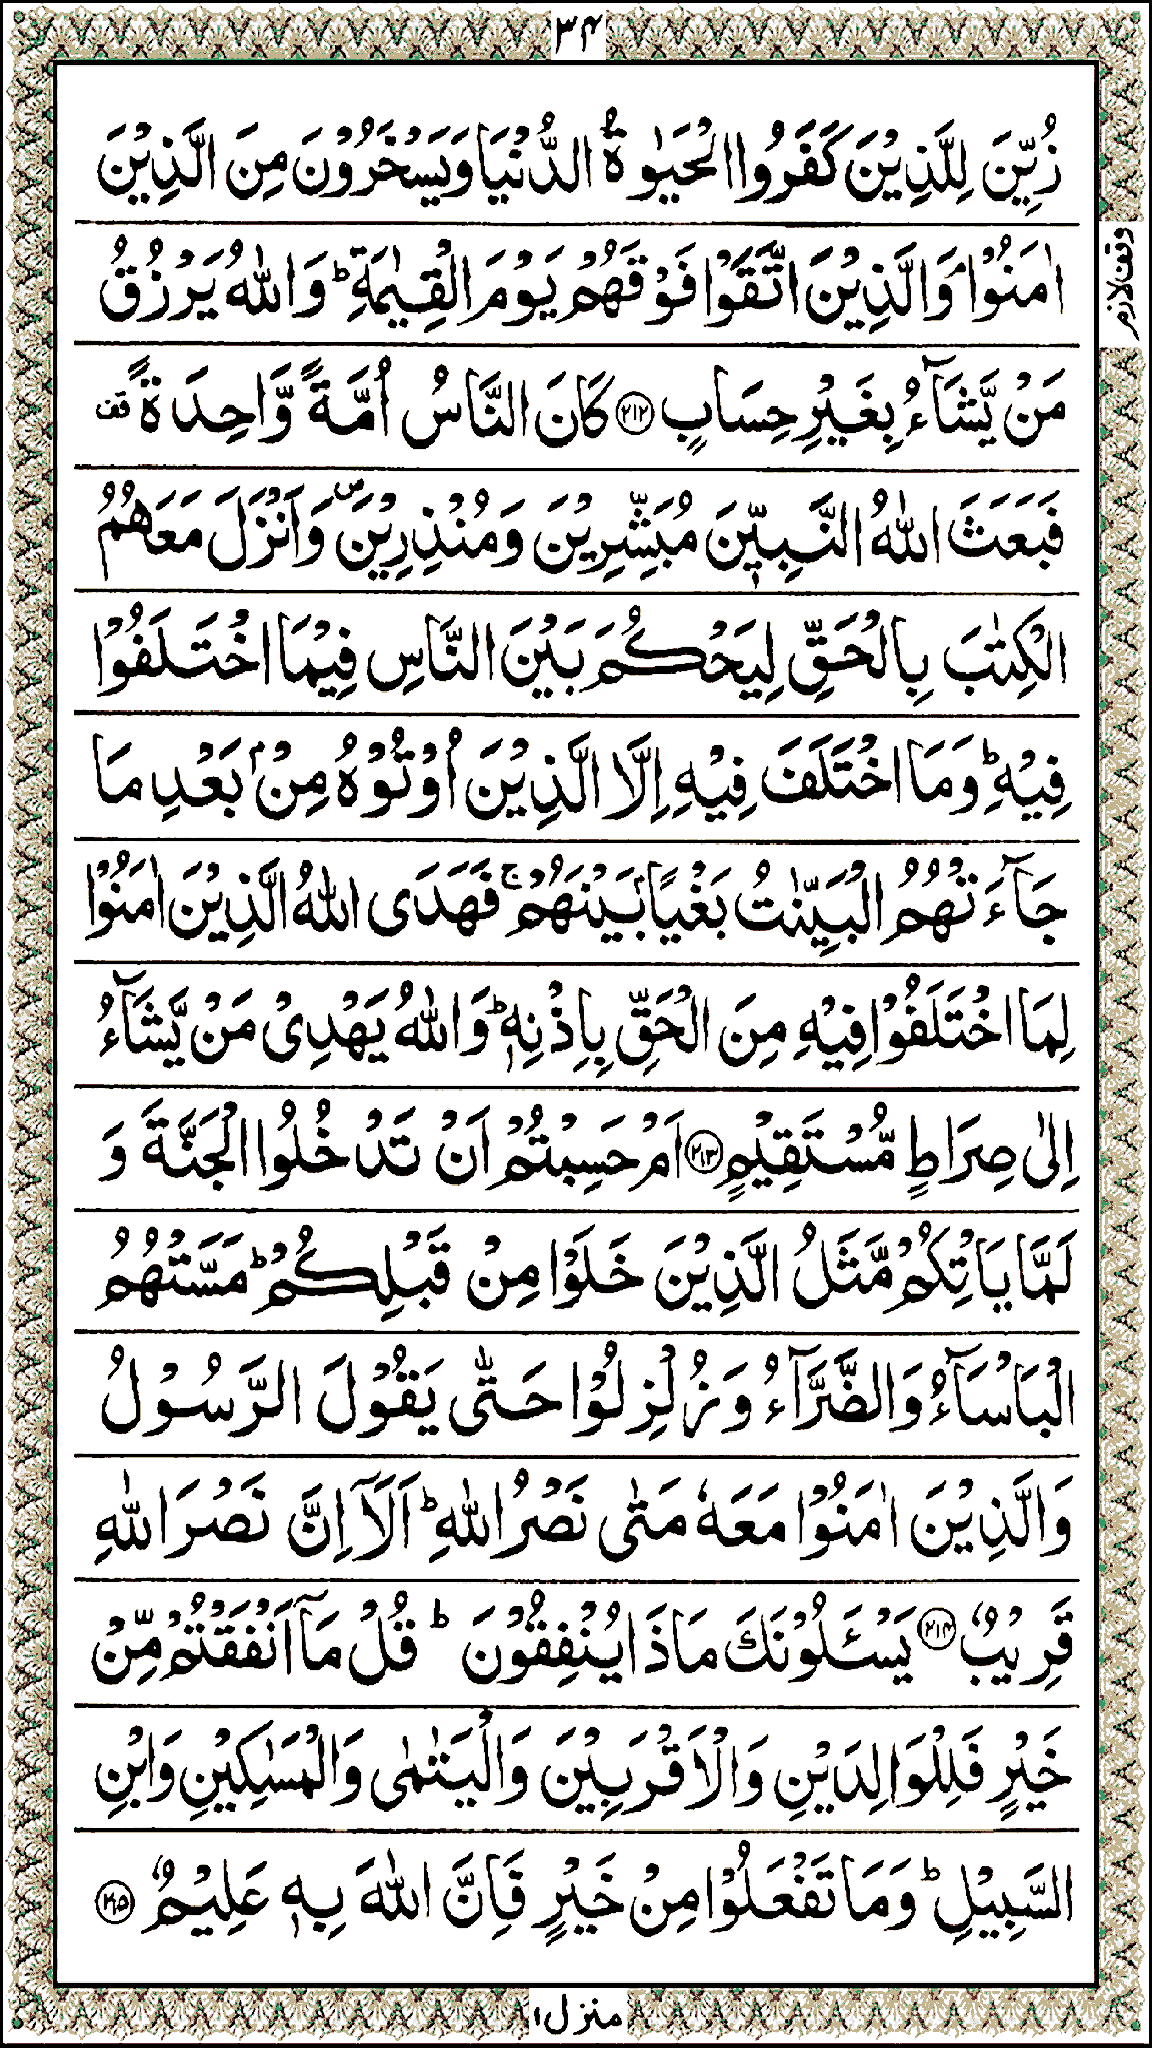 ۳۴
زُيِّنَ لِلَّذِيْنَ كَفَرُوا الْحَيٰوةُ الدُّنْيَا وَيَسْخَرُوْنَ مِنَ الَّذِيْنَ
وقف لازم
اٰمَنُوْا ۘ وَالَّذِيْنَ اتَّقَوْا فَوْقَهُمْ يَوْمَ الْقِيٰمَةِ ؕ وَاللّٰهُ يَرْزُقُ
مَنْ يَّشَآءُ بِغَيْرِ حِسَابٍ ﴿۲۱۲﴾ كَانَ النَّاسُ اُمَّةً وَّاحِدَةً قف
فَبَعَثَ اللّٰهُ النَّبِيّٖنَ مُبَشِّرِيْنَ وَمُنْذِرِيْنَ ۪ وَاَنْزَلَ مَعَهُمُ
الْكِتٰبَ بِالْحَقِّ لِيَحْكُمَ بَيْنَ النَّاسِ فِيْمَا اخْتَلَفُوْا
فِيْهِ ؕ وَمَا اخْتَلَفَ فِيْهِ اِلَّا الَّذِيْنَ اُوْتُوْهُ مِنْۢ بَعْدِ مَا
جَآءَتْهُمُ الْبَيِّنٰتُ بَغْيًۢا بَيْنَهُمْ ۚ فَهَدَى اللّٰهُ الَّذِيْنَ اٰمَنُوْا
لِمَا اخْتَلَفُوْا فِيْهِ مِنَ الْحَقِّ بِاِذْنِهٖ ؕ وَاللّٰهُ يَهْدِيْ مَنْ يَّشَآءُ
اِلٰى صِرَاطٍ مُّسْتَقِيْمٍ ﴿۲۱۳﴾ اَمْ حَسِبْتُمْ اَنْ تَدْخُلُوا الْجَنَّةَ وَ
لَمَّا يَاْتِكُمْ مَّثَلُ الَّذِيْنَ خَلَوْا مِنْ قَبْلِكُمْ ؕ مَسَّتْهُمُ
الْبَاْسَآءُ وَالضَّرَّآءُ وَزُلْزِلُوْا حَتّٰى يَقُوْلَ الرَّسُوْلُ
وَالَّذِيْنَ اٰمَنُوْا مَعَهٗ مَتٰى نَصْرُ اللّٰهِ ؕ اَلَاۤ اِنَّ نَصْرَ اللّٰهِ
قَرِيْبٌ ﴿۲۱۴﴾ يَسْـَٔلُوْنَكَ مَاذَا يُنْفِقُوْنَ ؕ قُلْ مَاۤ اَنْفَقْتُمْ مِّنْ
خَيْرٍ فَلِلْوَالِدَيْنِ وَالْاَقْرَبِيْنَ وَالْيَتٰمٰى وَالْمَسٰكِيْنِ وَابْنِ
السَّبِيْلِ ؕ وَمَا تَفْعَلُوْا مِنْ خَيْرٍ فَاِنَّ اللّٰهَ بِهٖ عَلِيْمٌ ﴿۲۱۵﴾
منزل۱